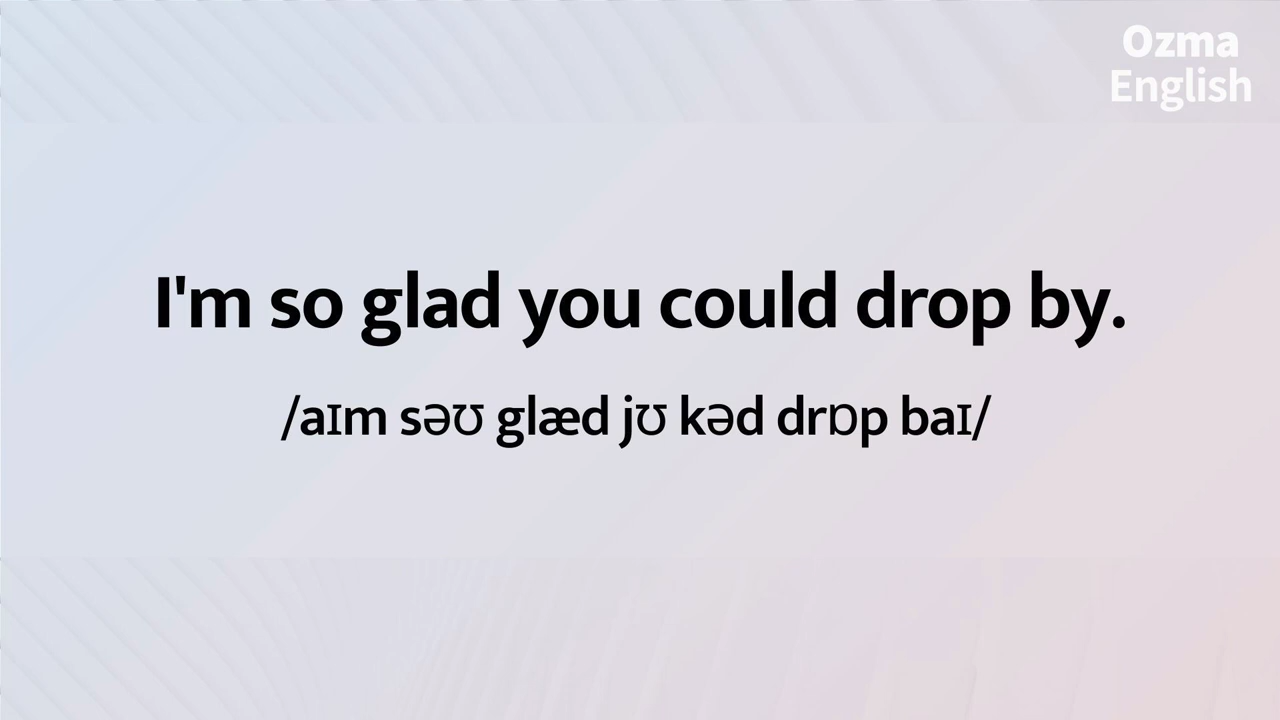 Ozma
English
I'm so glad you could drop by.
/aɪm səʊ glæd jʊ kəd drɒp baɪ/